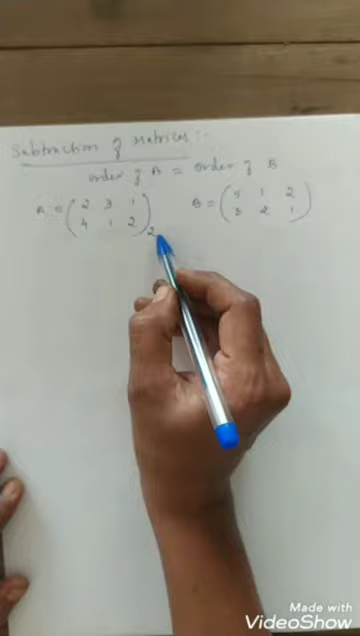 Subtraction of Matrices:-
order of A = order of B
A = ( 2 3 1      B = ( 5 1 2
4 1 2 )2      3 2 1 )
Made with
VideoShow